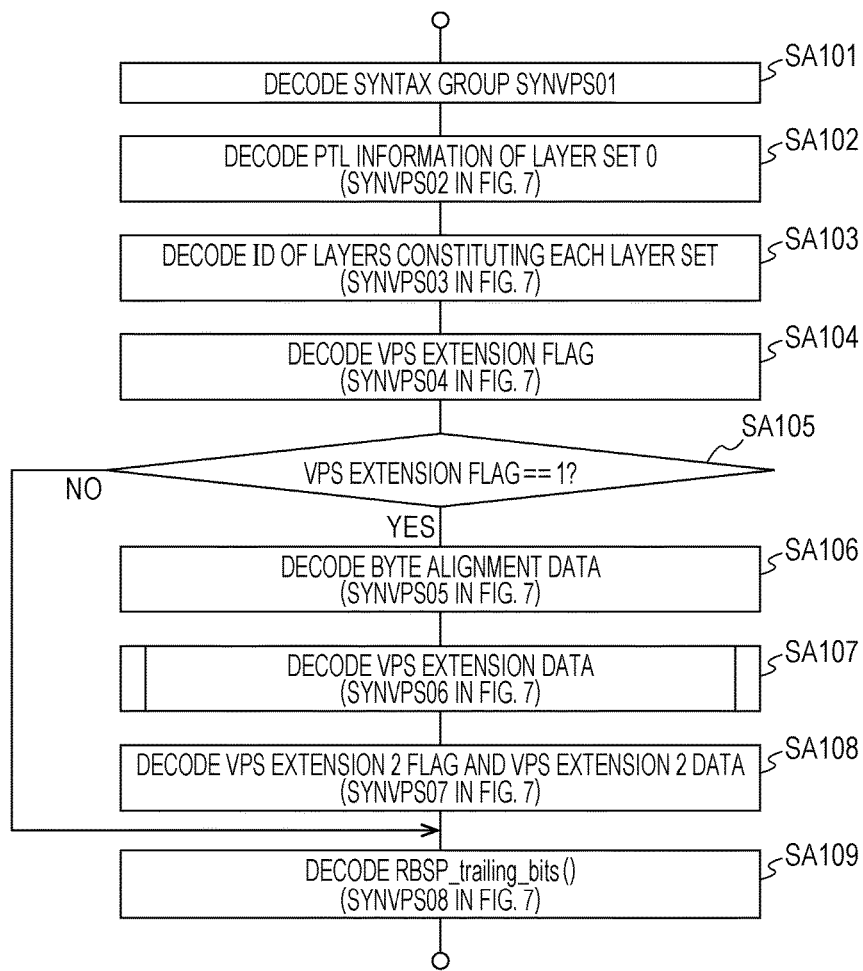 SA101
DECODE SYNTAX GROUP SYNVPS01
SA102
DECODE PTL INFORMATION OF LAYER SET 0
(SYNVPS02 IN FIG. 7)
SA103
DECODE ID OF LAYERS CONSTITUTING EACH LAYER SET
(SYNVPS03 IN FIG. 7)
SA104
DECODE VPS EXTENSION FLAG
(SYNVPS04 IN FIG. 7)
SA105
VPS EXTENSION FLAG == 1?
NO
YES
SA106
DECODE BYTE ALIGNMENT DATA
(SYNVPS05 IN FIG. 7)
SA107
DECODE VPS EXTENSION DATA
(SYNVPS06 IN FIG. 7)
SA108
DECODE VPS EXTENSION 2 FLAG AND VPS EXTENSION 2 DATA
(SYNVPS07 IN FIG. 7)
SA109
DECODE RBSP_trailing_bits()
(SYNVPS08 IN FIG. 7)